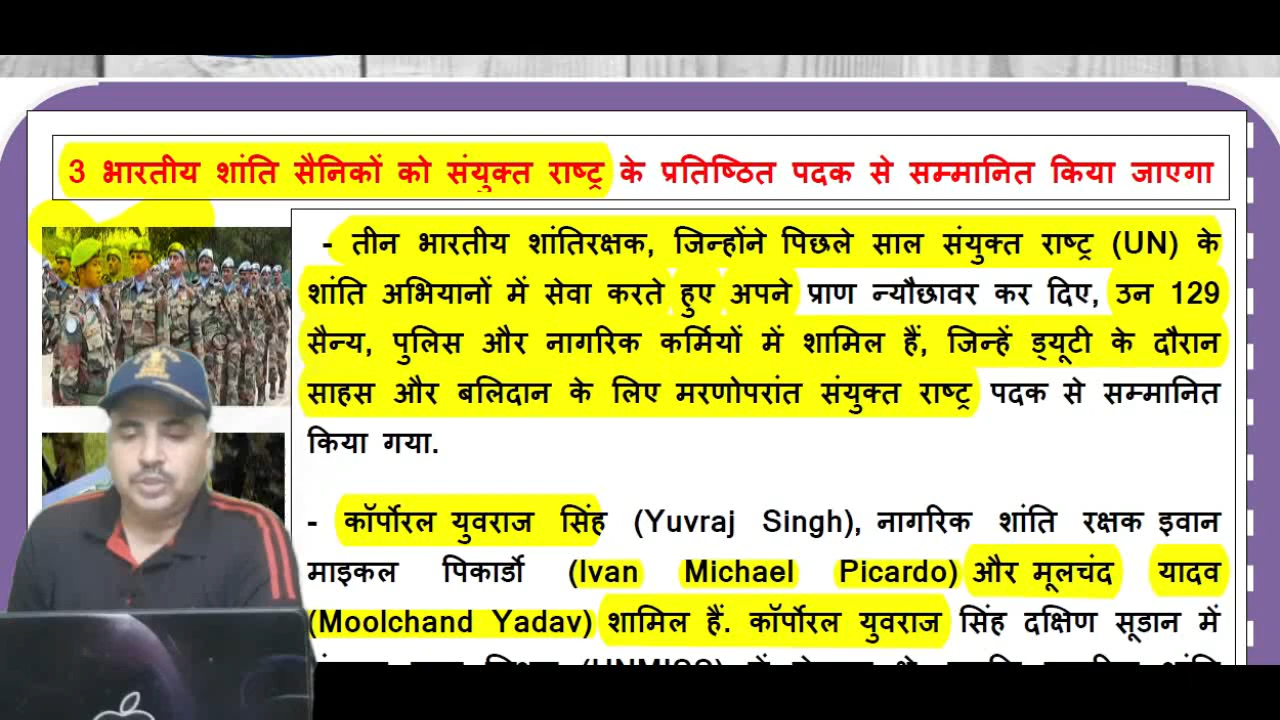 3 भारतीय शांति सैनिकों को संयुक्त राष्ट्र के प्रतिष्ठित पदक से सम्मानित किया जाएगा
- तीन भारतीय शांतिरक्षक, जिन्होंने पिछले साल संयुक्त राष्ट्र (UN) के
शांति अभियानों में सेवा करते हुए अपने प्राण न्यौछावर कर दिए, उन 129
सैन्य, पुलिस और नागरिक कर्मियों में शामिल हैं, जिन्हें ड्यूटी के दौरान
साहस और बलिदान के लिए मरणोपरांत संयुक्त राष्ट्र पदक से सम्मानित
किया गया.
- कॉर्पोरल युवराज सिंह (Yuvraj Singh), नागरिक शांति रक्षक इवान
माइकल पिकार्डो (Ivan Michael Picardo) और मूलचंद यादव
(Moolchand Yadav) शामिल हैं. कॉर्पोरल युवराज सिंह दक्षिण सूडान में